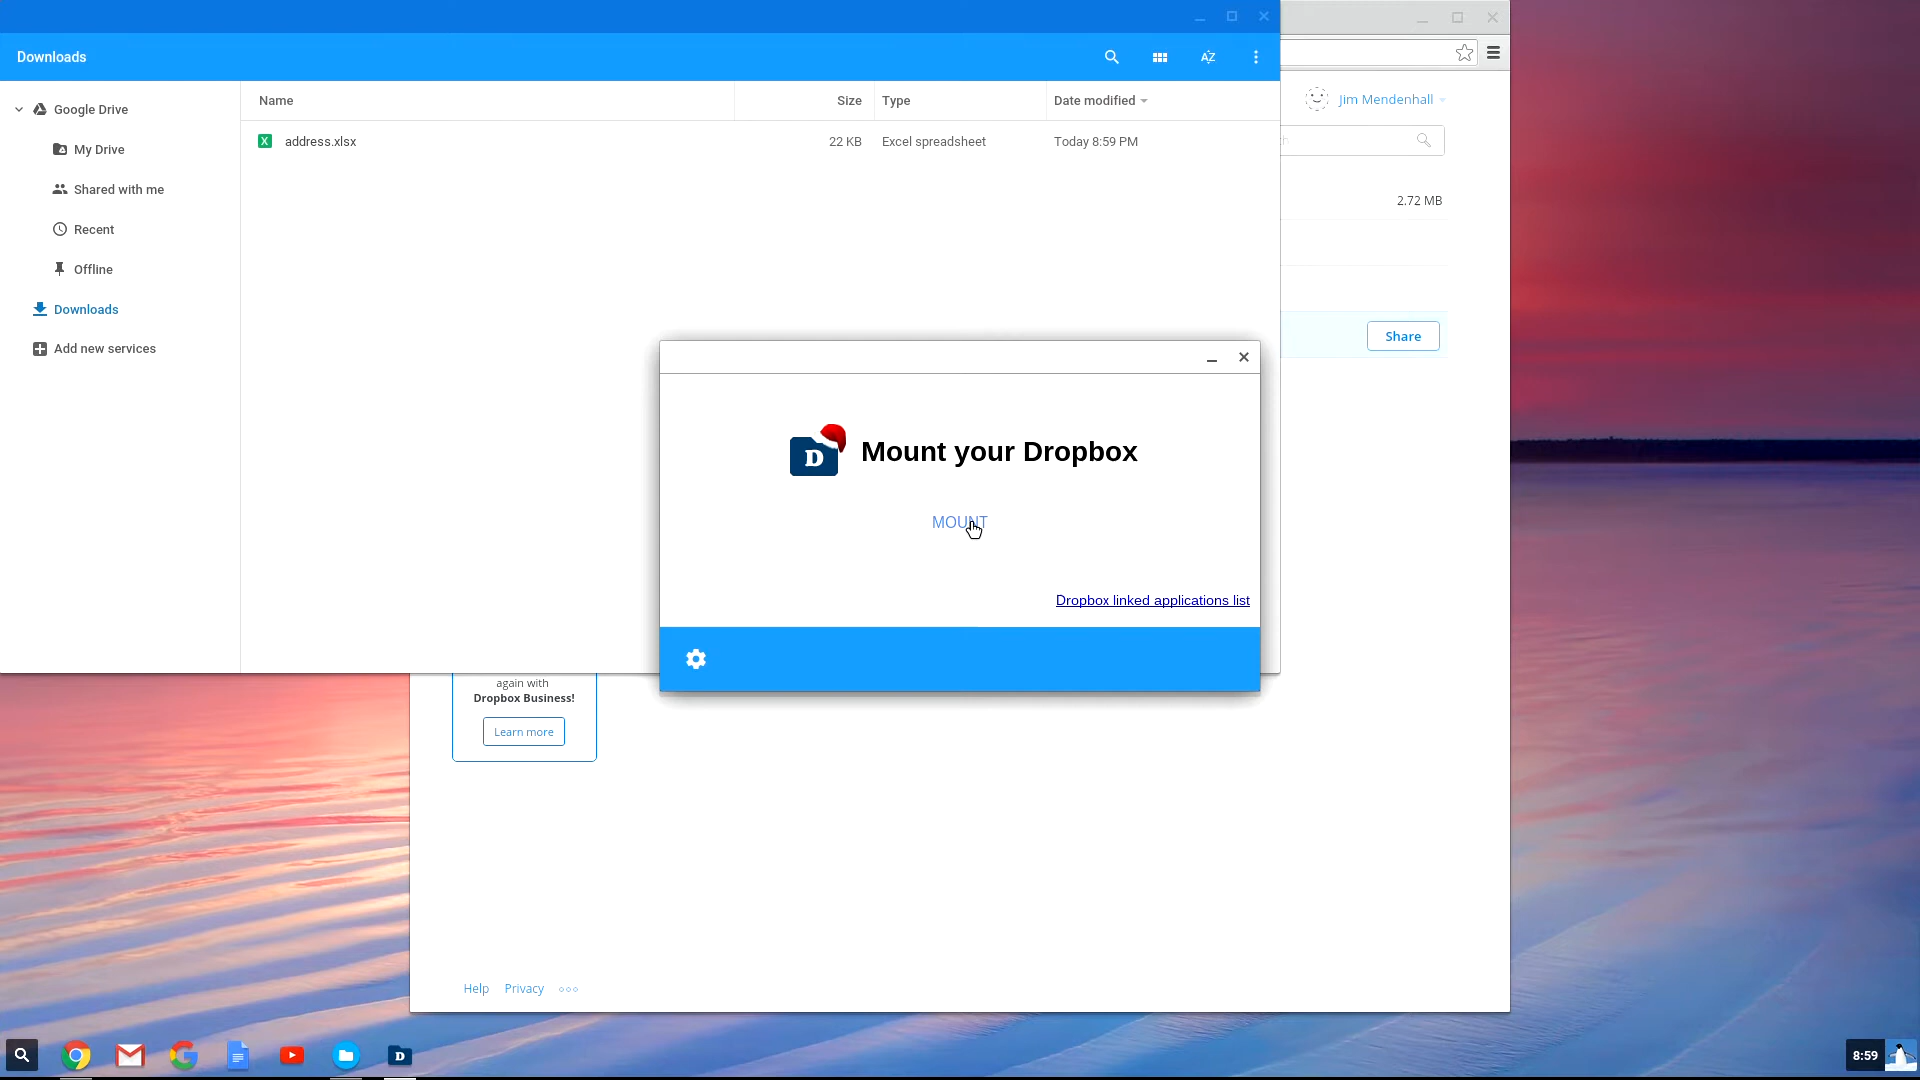 Downloads
Name Size Type Date modified
Google Drive
My Drive
Shared with me
Recent
Offline
Downloads
Add new services
address.xlsx 22 KB Excel spreadsheet Today 8:59 PM
Jim Mendenhall
2.72 MB
Share
D Mount your Dropbox
MOUNT
Dropbox linked applications list
again with
Dropbox Business!
Learn more
Help Privacy
8:59